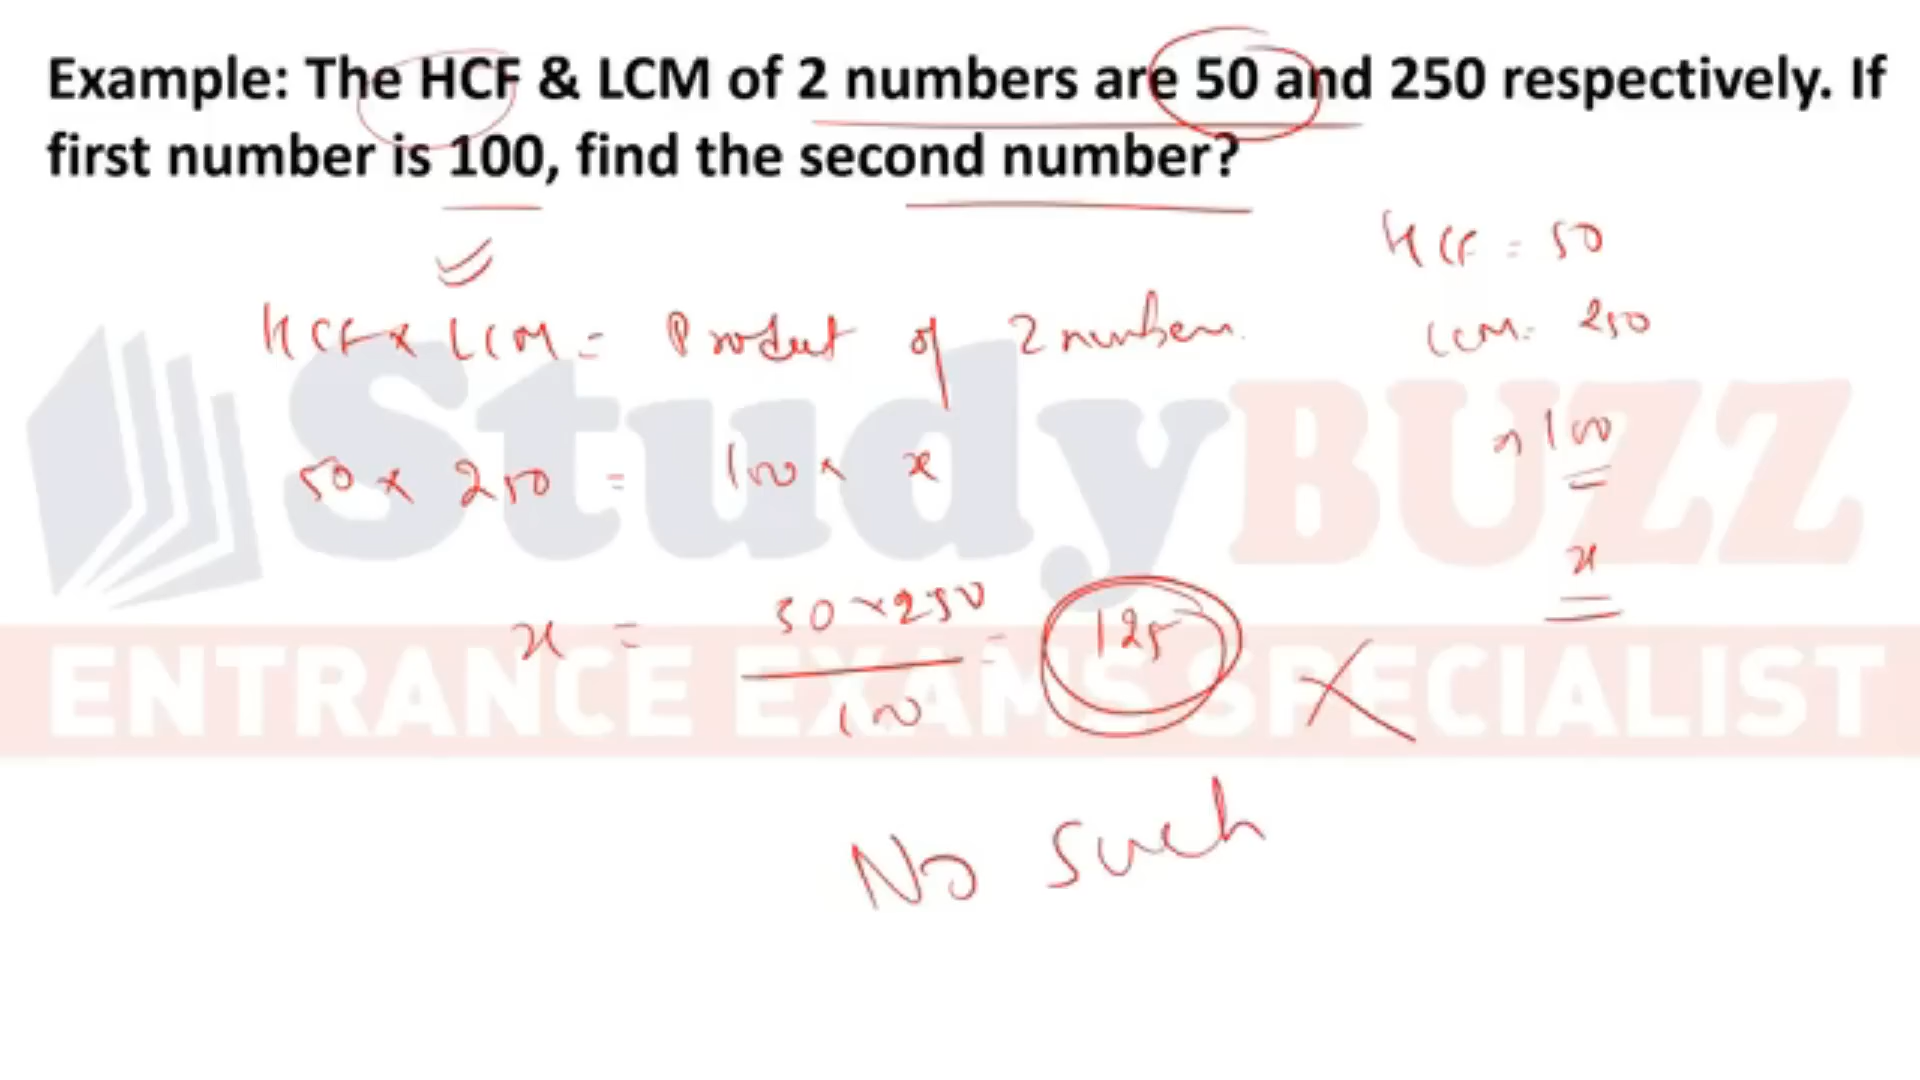 Example: The HCF & LCM of 2 numbers are 50 and 250 respectively. If
first number is 100, find the second number?
HCF = 50
HCF x LCM = Product of 2 numbers.
LCM = 250
100
50 x 250 = 100 x x
x
x = 50 x 250 / 100 = 125
No such
StudyBUZZ
ENTRANCE EXAMS SPECIALIST